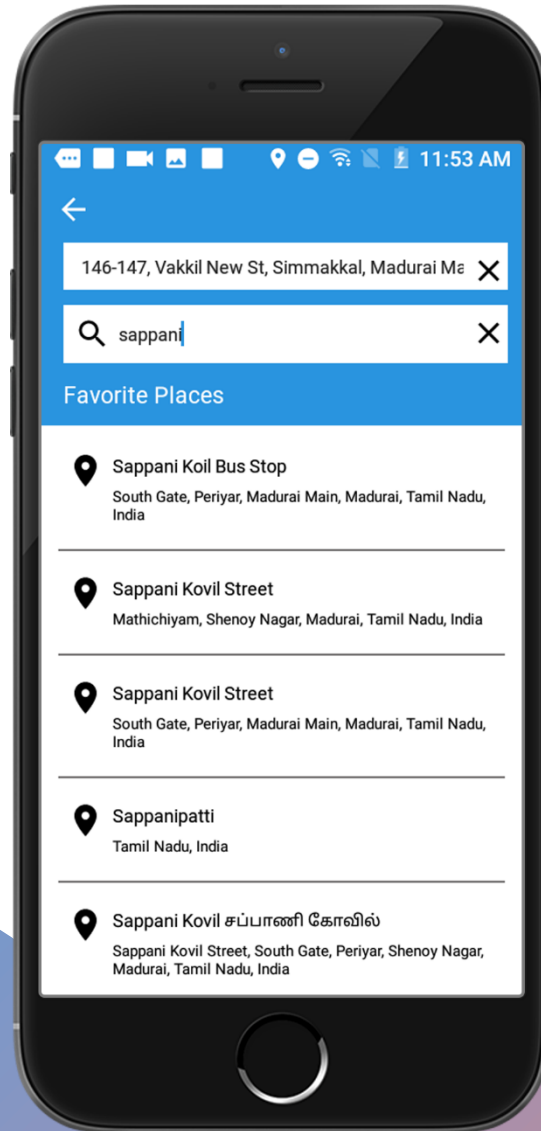 11:53 AM
146-147, Vakkil New St, Simmakkal, Madurai Ma
sappani
Favorite Places
Sappani Koil Bus Stop
South Gate, Periyar, Madurai Main, Madurai, Tamil Nadu,
India
Sappani Kovil Street
Mathichiyam, Shenoy Nagar, Madurai, Tamil Nadu, India
Sappani Kovil Street
South Gate, Periyar, Madurai Main, Madurai, Tamil Nadu,
India
Sappanipatti
Tamil Nadu, India
Sappani Kovil சப்பாணி கோவில்
Sappani Kovil Street, South Gate, Periyar, Shenoy Nagar,
Madurai, Tamil Nadu, India